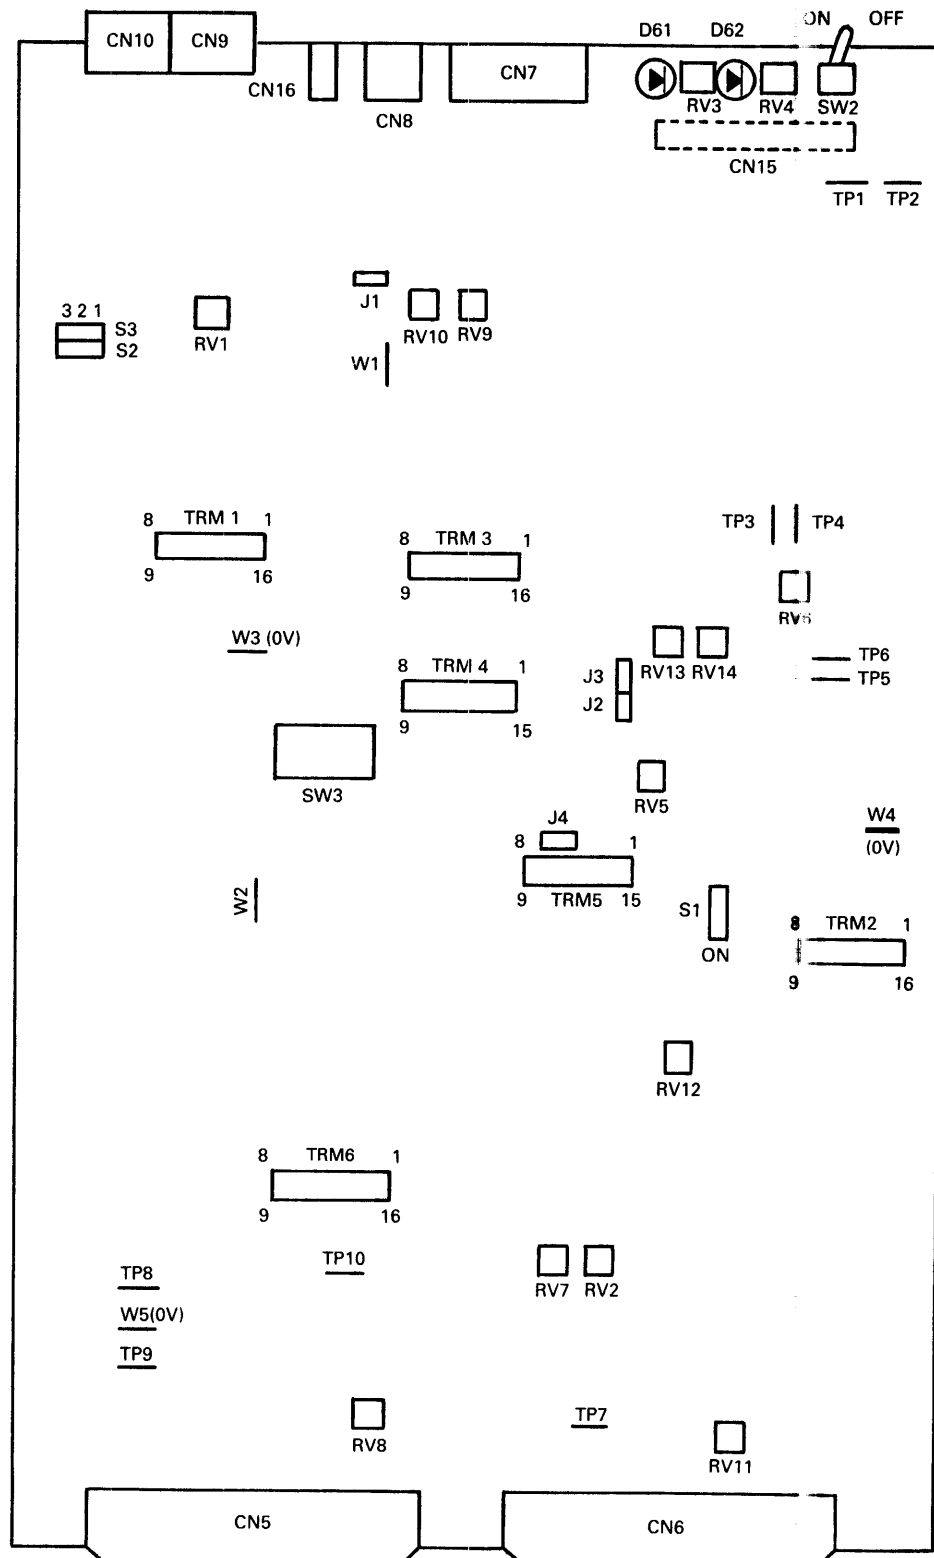 ON OFF
CN10 CN9
D61 D62
CN16
CN8
CN7
RV3 RV4 SW2
CN15
TP1 TP2
J1
3 2 1
S3
S2
RV1
RV10 RV9
W1
8 TRM 1 1
9 16
8 TRM 3 1
9 16
TP3 TP4
RV6
W3 (0V)
8 TRM 4 1
9 15
RV13 RV14
J3
J2
TP6
TP5
SW3
RV5
J4
8 1
9 TRM5 15
W4
(0V)
W2
S1
ON
8 TRM2 1
9 16
RV12
8 TRM6 1
9 16
TP10
TP8
W5(0V)
TP9
RV7 RV2
RV8
TP7
RV11
CN5
CN6